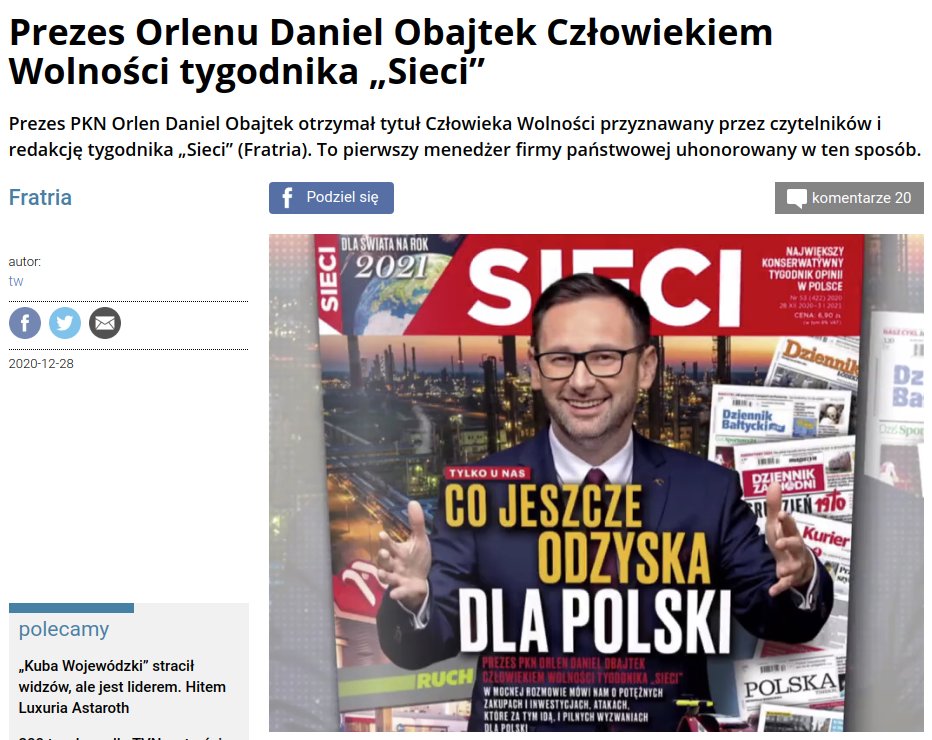 Prezes Orlenu Daniel Obajtek Człowiekiem
Wolności tygodnika „Sieci”
Prezes PKN Orlen Daniel Obajtek otrzymał tytuł Człowieka Wolności przyznawany przez czytelników i
redakcję tygodnika „Sieci” (Fratria). To pierwszy menedżer firmy państwowej uhonorowany w ten sposób.
Fratria
Podziel się
komentarze 20
autor:
tw
2020-12-28
polecamy
„Kuba Wojewódzki” stracił
widzów, ale jest liderem. Hitem
Luxuria Astaroth
SIECI
DLA ŚWIATA NA ROK
2021
SIECI
NAJWIĘKSZY
KONSERWATYWNY
TYGODNIK OPINII
W POLSCE
Nr 53 (422) 2020
28 XII 2020–3 I 2021
CENA: 6,90 zł
(w tym 8% VAT)
Dziennik
Dziennik
Bałtycki
DZIENNIK
ZACHODNI
GRUDZIEŃ 1970
Kurier
TYLKO U NAS
CO JESZCZE
ODZYSKA
DLA POLSKI
RUCH
PREZES PKN ORLEN DANIEL OBAJTEK
CZŁOWIEKIEM WOLNOŚCI TYGODNIKA „SIECI”
W MOCNEJ ROZMOWIE MÓWI NAM O POTĘŻNYCH
ZAKUPACH I INWESTYCJACH, ATAKACH,
KTÓRE ZA TYM IDĄ, I PILNYCH WYZWANIACH
DLA POLSKI
POLSKA